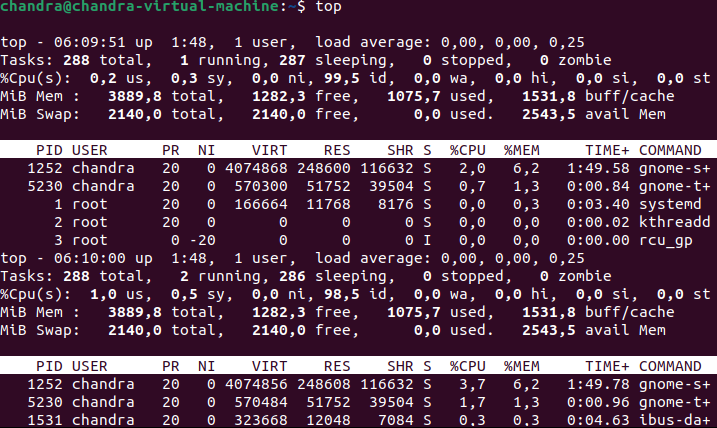 chandra@chandra-virtual-machine:~$ top
top - 06:09:51 up  1:48,  1 user,  load average: 0,00, 0,00, 0,25
Tasks: 288 total,   1 running, 287 sleeping,   0 stopped,   0 zombie
%Cpu(s):  0,2 us,  0,3 sy,  0,0 ni, 99,5 id,  0,0 wa,  0,0 hi,  0,0 si,  0,0 st
MiB Mem :   3889,8 total,   1282,3 free,   1075,7 used,   1531,8 buff/cache
MiB Swap:   2140,0 total,   2140,0 free,      0,0 used.   2543,5 avail Mem
    PID USER      PR  NI    VIRT    RES    SHR S  %CPU  %MEM     TIME+ COMMAND
   1252 chandra   20   0 4074868 248600 116632 S   2,0   6,2   1:49.58 gnome-s+
   5230 chandra   20   0  570300  51752  39504 S   0,7   1,3   0:00.84 gnome-t+
      1 root      20   0  166664  11768   8176 S   0,0   0,3   0:03.40 systemd
      2 root      20   0       0      0      0 S   0,0   0,0   0:00.02 kthreadd
      3 root       0 -20       0      0      0 I   0,0   0,0   0:00.00 rcu_gp
top - 06:10:00 up  1:48,  1 user,  load average: 0,00, 0,00, 0,25
Tasks: 288 total,   2 running, 286 sleeping,   0 stopped,   0 zombie
%Cpu(s):  1,0 us,  0,5 sy,  0,0 ni, 98,5 id,  0,0 wa,  0,0 hi,  0,0 si,  0,0 st
MiB Mem :   3889,8 total,   1282,3 free,   1075,7 used,   1531,8 buff/cache
MiB Swap:   2140,0 total,   2140,0 free,      0,0 used.   2543,5 avail Mem
    PID USER      PR  NI    VIRT    RES    SHR S  %CPU  %MEM     TIME+ COMMAND
   1252 chandra   20   0 4074856 248608 116632 S   3,7   6,2   1:49.78 gnome-s+
   5230 chandra   20   0  570484  51752  39504 S   1,7   1,3   0:00.96 gnome-t+
   1531 chandra   20   0  323668  12048   7084 S   0,3   0,3   0:04.63 ibus-da+